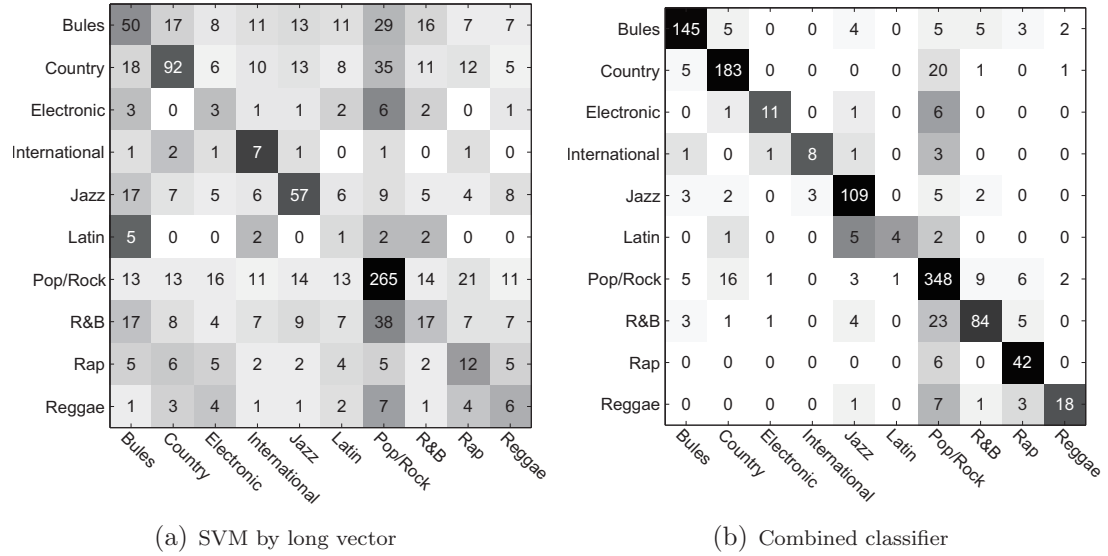 Bules 50 17 8 11 13 11 29 16 7 7
Country 18 92 6 10 13 8 35 11 12 5
Electronic 3 0 3 1 1 2 6 2 0 1
International 1 2 1 7 1 0 1 0 1 0
Jazz 17 7 5 6 57 6 9 5 4 8
Latin 5 0 0 2 0 1 2 2 0 0
Pop/Rock 13 13 16 11 14 13 265 14 21 11
R&B 17 8 4 7 9 7 38 17 7 7
Rap 5 6 5 2 2 4 5 2 12 5
Reggae 1 3 4 1 1 2 7 1 4 6
Bules Country Electronic International Jazz Latin Pop/Rock R&B Rap Reggae
(a) SVM by long vector
Bules 145 5 0 0 4 0 5 5 3 2
Country 5 183 0 0 0 0 20 1 0 1
Electronic 0 1 11 0 1 0 6 0 0 0
International 1 0 1 8 1 0 3 0 0 0
Jazz 3 2 0 3 109 0 5 2 0 0
Latin 0 1 0 0 5 4 2 0 0 0
Pop/Rock 5 16 1 0 3 1 348 9 6 2
R&B 3 1 1 0 4 0 23 84 5 0
Rap 0 0 0 0 0 0 6 0 42 0
Reggae 0 0 0 0 1 0 7 1 3 18
Bules Country Electronic International Jazz Latin Pop/Rock R&B Rap Reggae
(b) Combined classifier